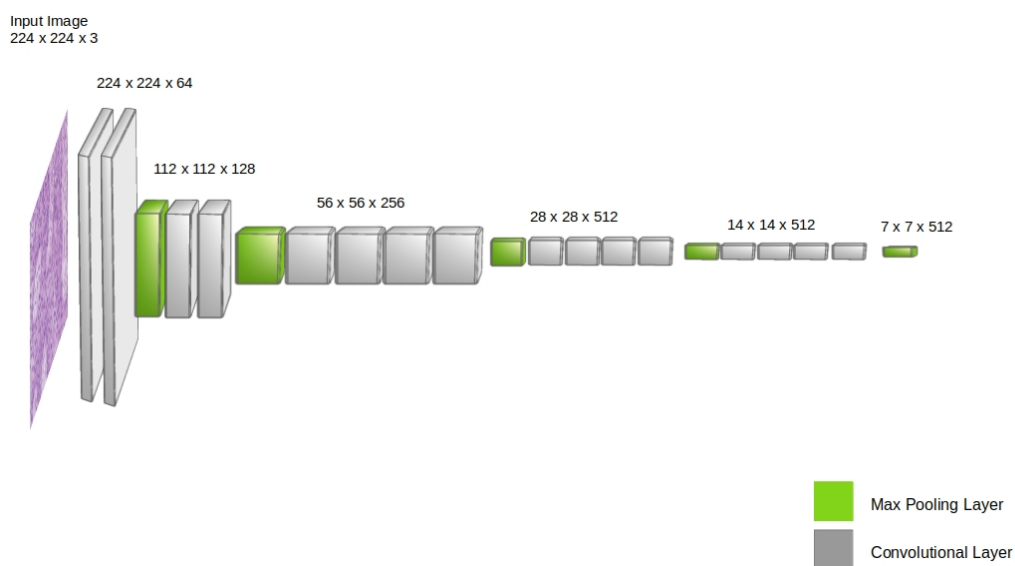 Input Image
224 x 224 x 3
224 x 224 x 64
112 x 112 x 128
56 x 56 x 256
28 x 28 x 512
14 x 14 x 512
7 x 7 x 512
Max Pooling Layer
Convolutional Layer